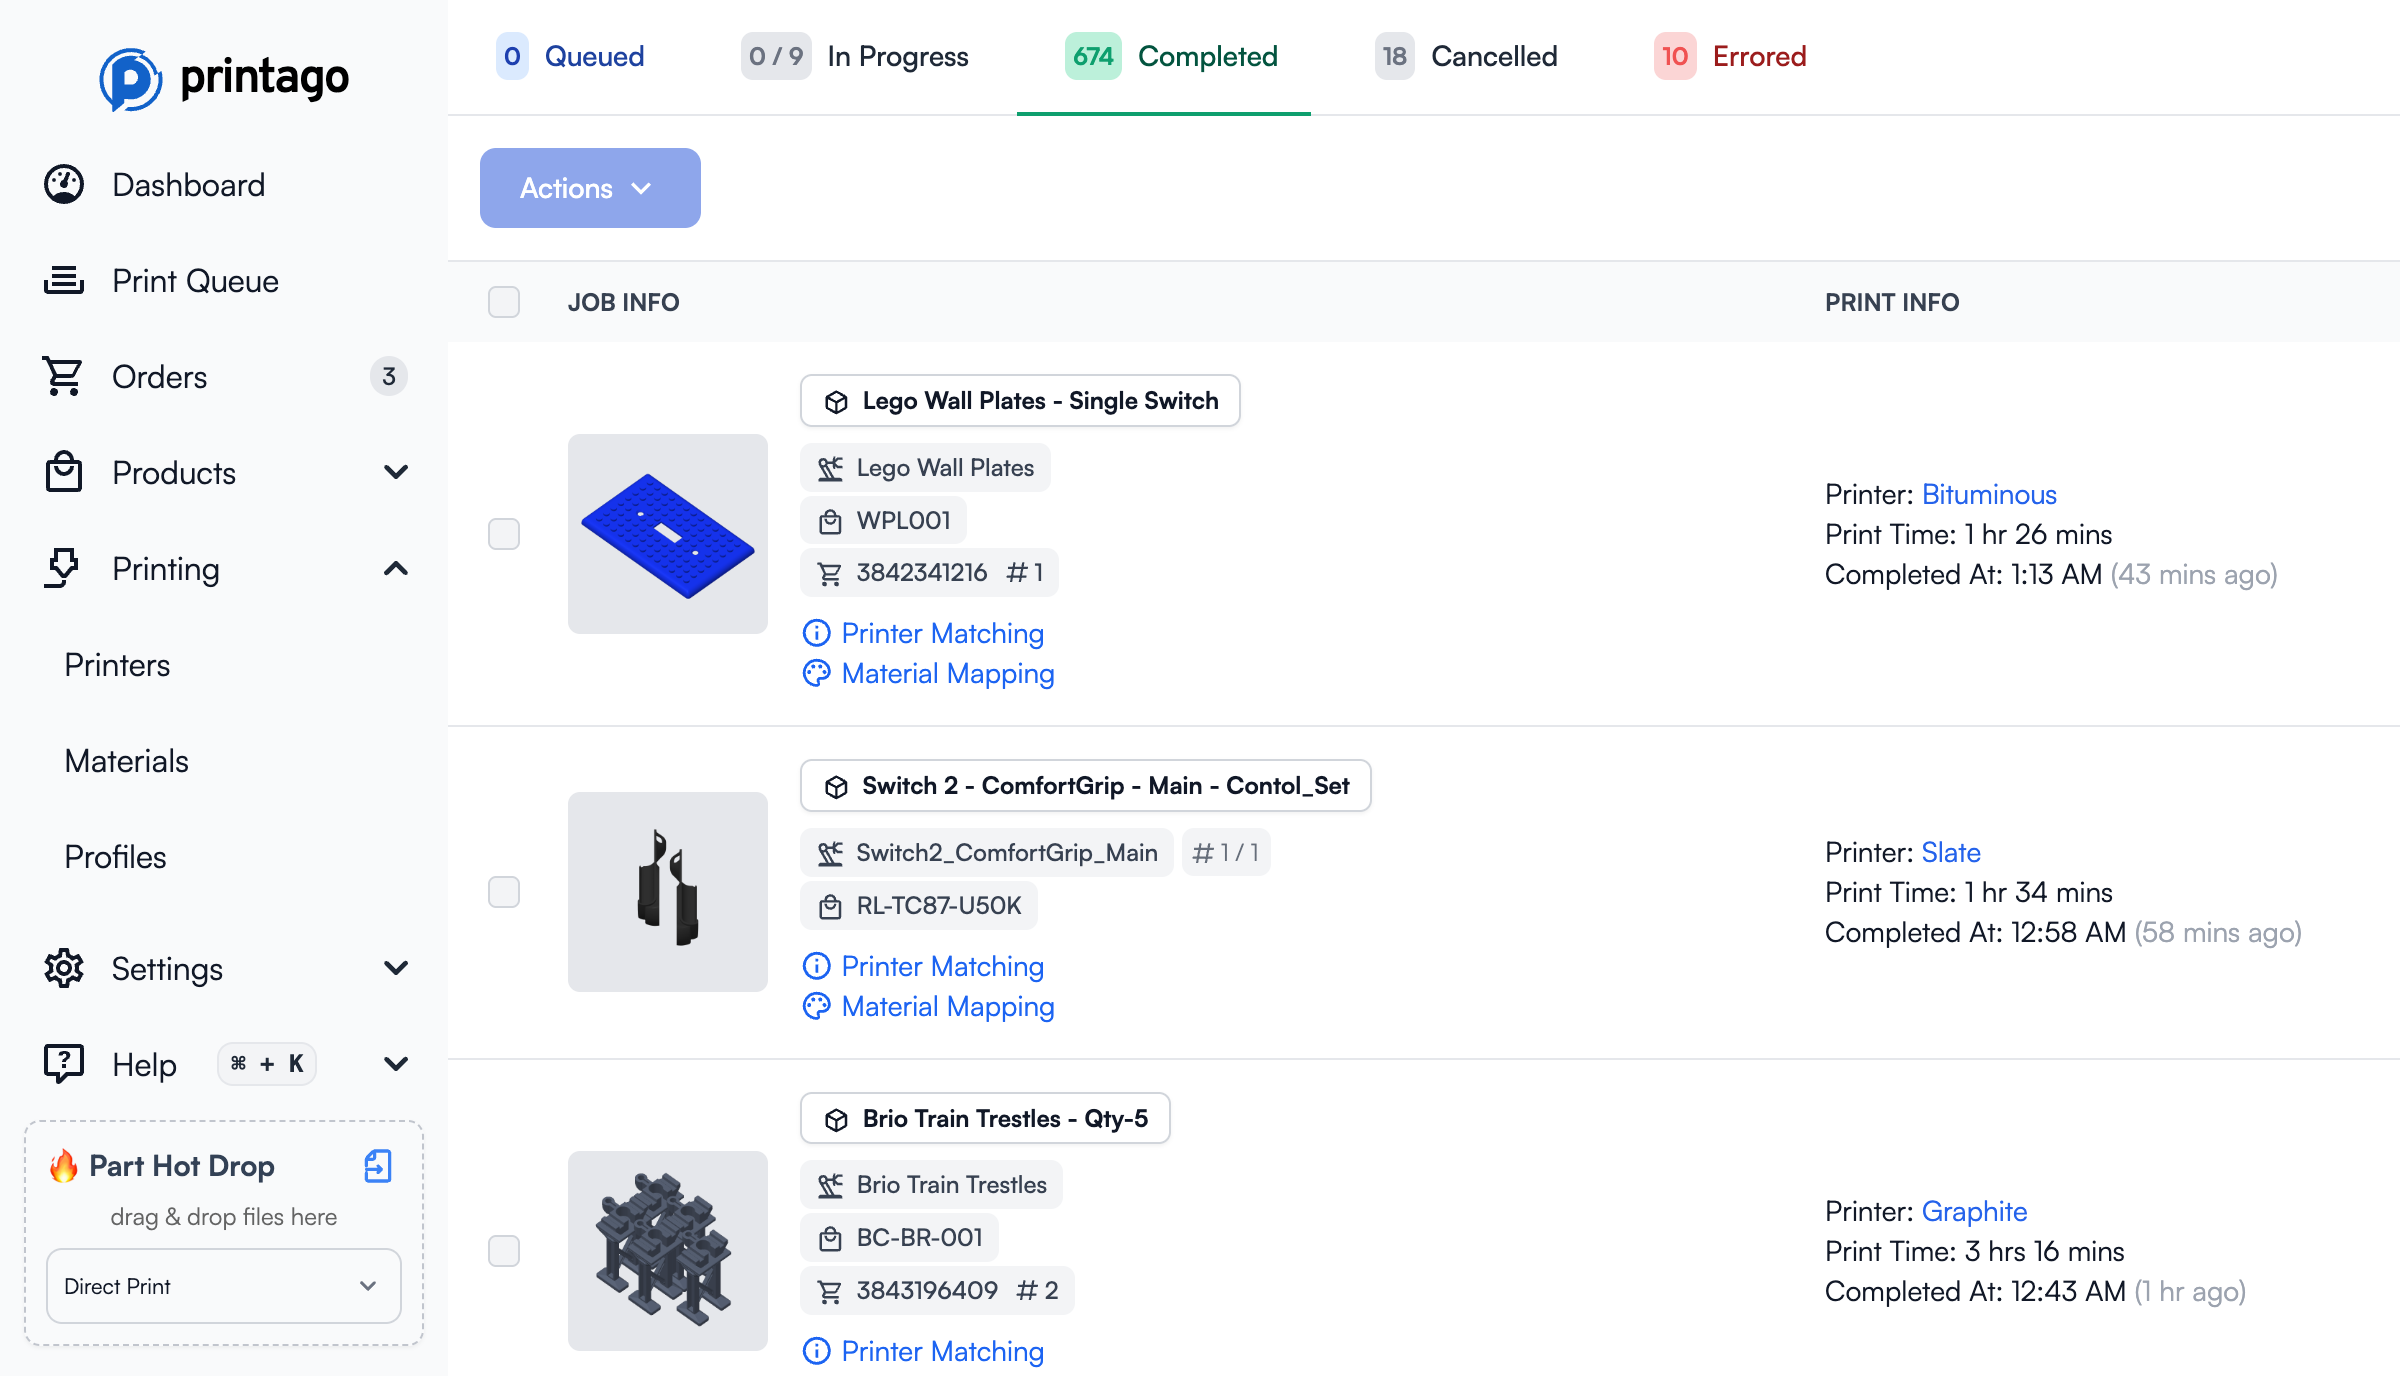 printago
Dashboard
Print Queue
Orders 3
Products
Printing
Printers
Materials
Profiles
Settings
Help ⌘ + K
🔥 Part Hot Drop
drag & drop files here
Direct Print
0 Queued
0 / 9 In Progress
674 Completed
18 Cancelled
10 Errored
Actions
JOB INFO
PRINT INFO
Lego Wall Plates - Single Switch
Lego Wall Plates
WPL001
3842341216 # 1
Printer Matching
Material Mapping
Printer: Bituminous
Print Time: 1 hr 26 mins
Completed At: 1:13 AM (43 mins ago)
Switch 2 - ComfortGrip - Main - Contol_Set
Switch2_ComfortGrip_Main # 1 / 1
RL-TC87-U50K
Printer Matching
Material Mapping
Printer: Slate
Print Time: 1 hr 34 mins
Completed At: 12:58 AM (58 mins ago)
Brio Train Trestles - Qty-5
Brio Train Trestles
BC-BR-001
3843196409 # 2
Printer Matching
Printer: Graphite
Print Time: 3 hrs 16 mins
Completed At: 12:43 AM (1 hr ago)